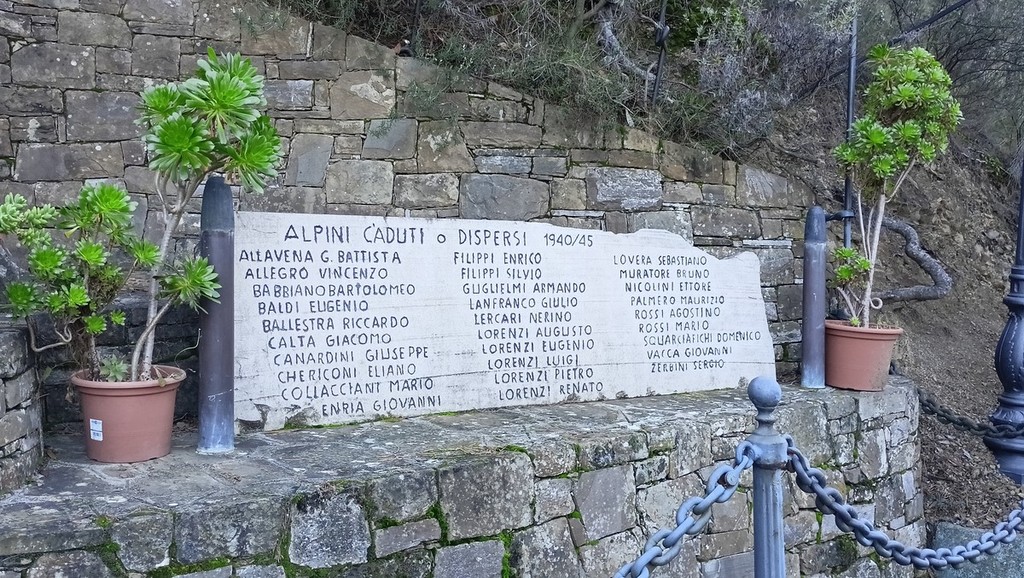 ALPINI CADUTI o DISPERSI 1940/45
ALLAVENA G. BATTISTA
ALLEGRO VINCENZO
BABBIANO BARTOLOMEO
BALDI EUGENIO
BALLESTRA RICCARDO
CALTA GIACOMO
CANARDINI GIUSEPPE
CHERICONI ELIANO
COLLACCIANT MARIO
ENRIA GIOVANNI
FILIPPI ENRICO
FILIPPI SILVIO
GUGLIELMI ARMANDO
LANFRANCO GIULIO
LERCARI NERINO
LORENZI AUGUSTO
LORENZI EUGENIO
LORENZI LUIGI
LORENZI PIETRO
LORENZI RENATO
LOVERA SEBASTIANO
MURATORE BRUNO
NICOLINI ETTORE
PALMERO MAURIZIO
ROSSI AGOSTINO
ROSSI MARIO
SQUARCIAFICHI DOMENICO
VACCA GIOVANNI
ZERBINI SERGIO